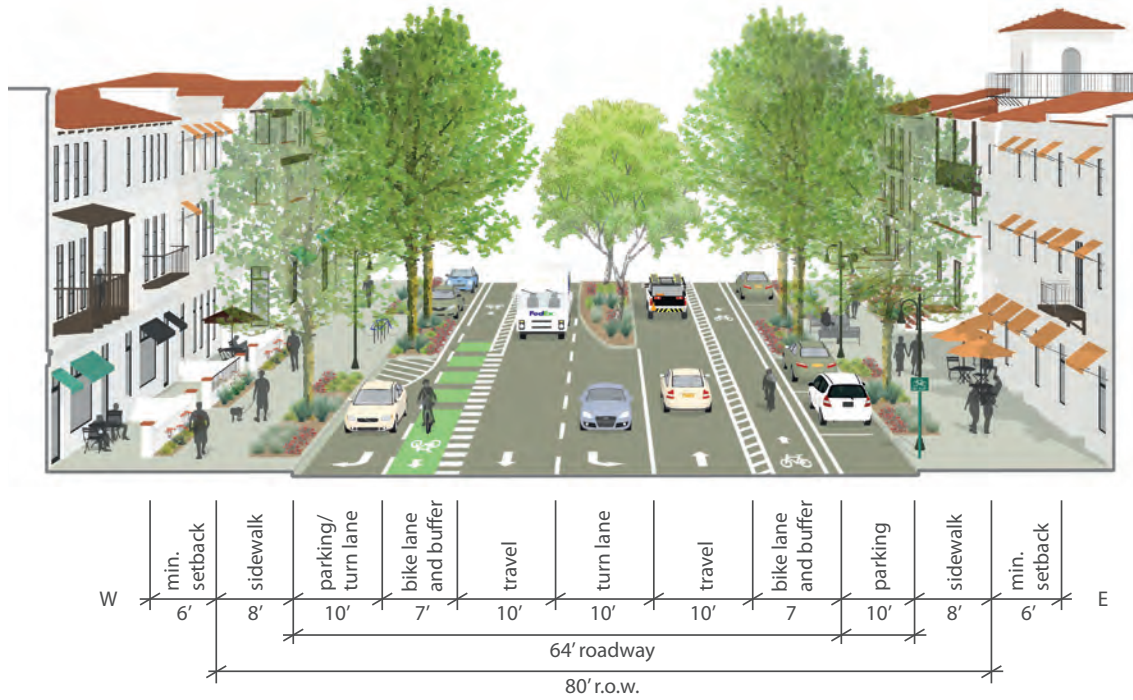 FedEx
min.
setback
sidewalk
parking/
turn lane
bike lane
and buffer
travel
turn lane
travel
bike lane
and buffer
parking
sidewalk
min.
setback
W
6'
8'
10'
7'
10'
10'
10'
7
10'
8'
6'
E
64' roadway
80' r.o.w.